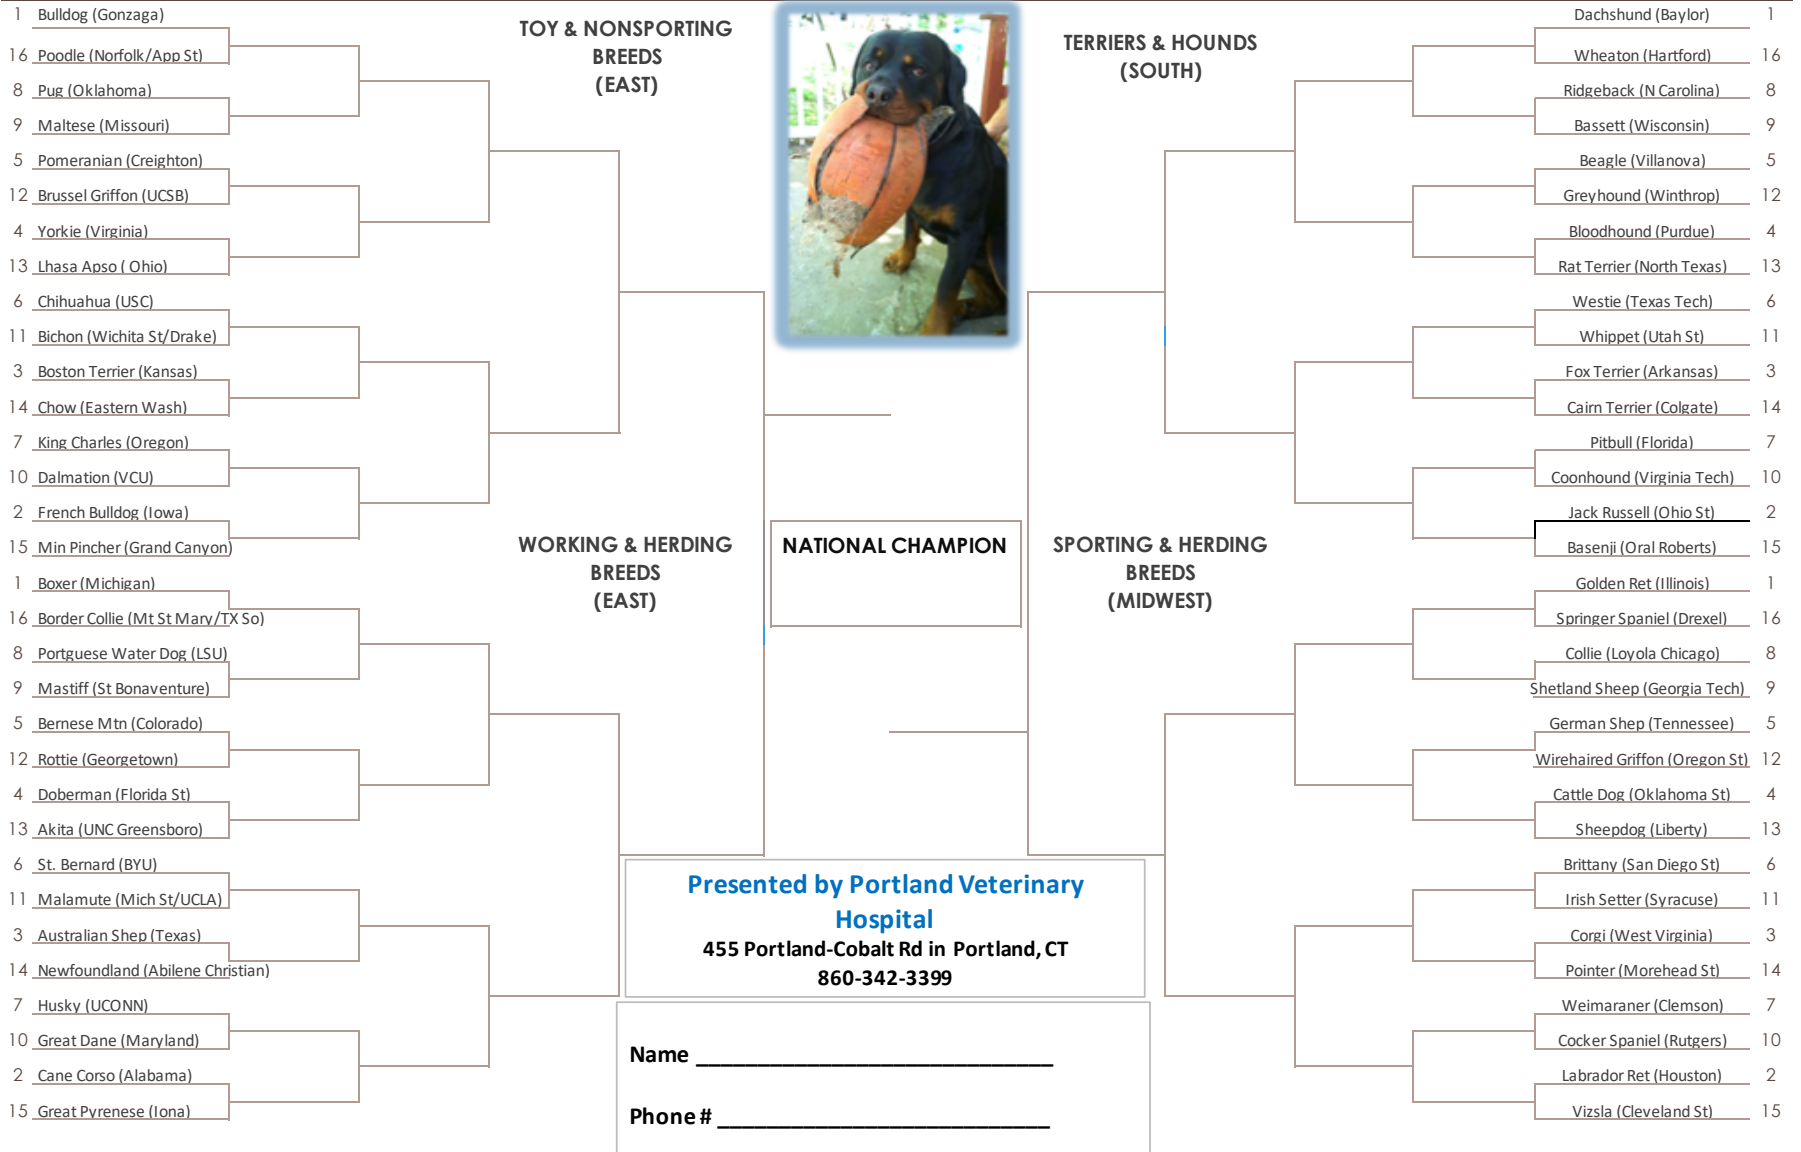 1 Bulldog (Gonzaga)
16 Poodle (Norfolk/App St)
8 Pug (Oklahoma)
9 Maltese (Missouri)
5 Pomeranian (Creighton)
12 Brussel Griffon (UCSB)
4 Yorkie (Virginia)
13 Lhasa Apso ( Ohio)
6 Chihuahua (USC)
11 Bichon (Wichita St/Drake)
3 Boston Terrier (Kansas)
14 Chow (Eastern Wash)
7 King Charles (Oregon)
10 Dalmation (VCU)
2 French Bulldog (Iowa)
15 Min Pincher (Grand Canyon)
1 Boxer (Michigan)
16 Border Collie (Mt St Mary/TX So)
8 Portguese Water Dog (LSU)
9 Mastiff (St Bonaventure)
5 Bernese Mtn (Colorado)
12 Rottie (Georgetown)
4 Doberman (Florida St)
13 Akita (UNC Greensboro)
6 St. Bernard (BYU)
11 Malamute (Mich St/UCLA)
3 Australian Shep (Texas)
14 Newfoundland (Abilene Christian)
7 Husky (UCONN)
10 Great Dane (Maryland)
2 Cane Corso (Alabama)
15 Great Pyrenese (Iona)
TOY & NONSPORTING
BREEDS
(EAST)
WORKING & HERDING
BREEDS
(EAST)
NATIONAL CHAMPION
TERRIERS & HOUNDS
(SOUTH)
SPORTING & HERDING
BREEDS
(MIDWEST)
Presented by Portland Veterinary
Hospital
455 Portland-Cobalt Rd in Portland, CT
860-342-3399
Name ____________________________
Phone # __________________________
Dachshund (Baylor) 1
Wheaton (Hartford) 16
Ridgeback (N Carolina) 8
Bassett (Wisconsin) 9
Beagle (Villanova) 5
Greyhound (Winthrop) 12
Bloodhound (Purdue) 4
Rat Terrier (North Texas) 13
Westie (Texas Tech) 6
Whippet (Utah St) 11
Fox Terrier (Arkansas) 3
Cairn Terrier (Colgate) 14
Pitbull (Florida) 7
Coonhound (Virginia Tech) 10
Jack Russell (Ohio St) 2
Basenji (Oral Roberts) 15
Golden Ret (Illinois) 1
Springer Spaniel (Drexel) 16
Collie (Loyola Chicago) 8
Shetland Sheep (Georgia Tech) 9
German Shep (Tennessee) 5
Wirehaired Griffon (Oregon St) 12
Cattle Dog (Oklahoma St) 4
Sheepdog (Liberty) 13
Brittany (San Diego St) 6
Irish Setter (Syracuse) 11
Corgi (West Virginia) 3
Pointer (Morehead St) 14
Weimaraner (Clemson) 7
Cocker Spaniel (Rutgers) 10
Labrador Ret (Houston) 2
Vizsla (Cleveland St) 15